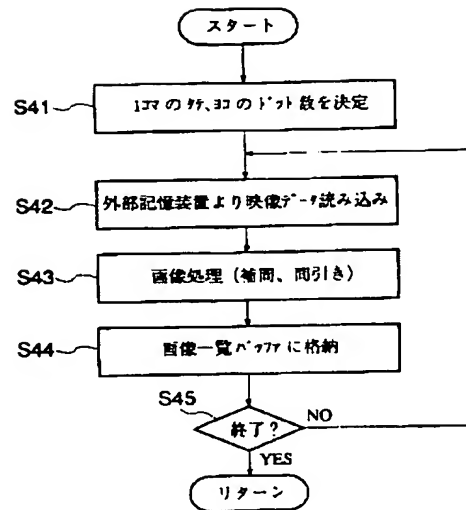 スタート
S41
1コマのタテ、ヨコのドット数を決定
S42
外部記憶装置より映像データ読み込み
S43
画像処理(補間、間引き)
S44
画像一覧バッファに格納
S45
終了?
NO
YES
リターン